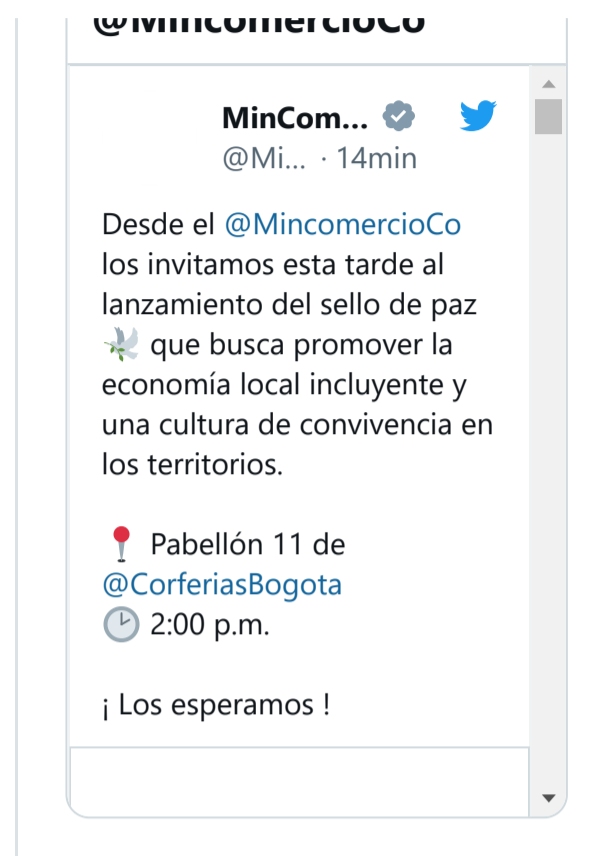 @MincomercioCo
MinCom...
@Mi... · 14min
Desde el @MincomercioCo
los invitamos esta tarde al
lanzamiento del sello de paz
🕊 que busca promover la
economía local incluyente y
una cultura de convivencia en
los territorios.
📍 Pabellón 11 de
@CorferiasBogota
🕑 2:00 p.m.
¡ Los esperamos !